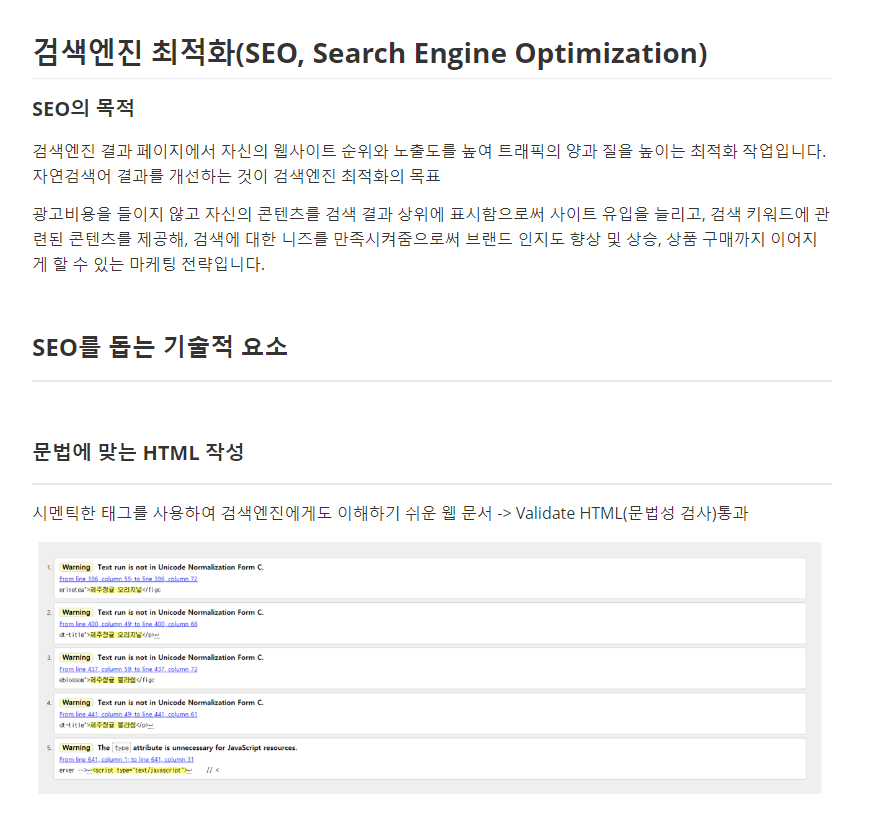 검색엔진 최적화(SEO, Search Engine Optimization)
SEO의 목적
검색엔진 결과 페이지에서 자신의 웹사이트 순위와 노출도를 높여 트래픽의 양과 질을 높이는 최적화 작업입니다.
자연검색어 결과를 개선하는 것이 검색엔진 최적화의 목표
광고비용을 들이지 않고 자신의 콘텐츠를 검색 결과 상위에 표시함으로써 사이트 유입을 늘리고, 검색 키워드에 관
련된 콘텐츠를 제공해, 검색에 대한 니즈를 만족시켜줌으로써 브랜드 인지도 향상 및 상승, 상품 구매까지 이어지
게 할 수 있는 마케팅 전략입니다.
SEO를 돕는 기술적 요소
문법에 맞는 HTML 작성
시멘틱한 태그를 사용하여 검색엔진에게도 이해하기 쉬운 웹 문서 -> Validate HTML(문법성 검사)통과
1. Warning Text run is not in Unicode Normalization Form C.
From line 396, column 55; to line 396, column 72
erinetea">제주청귤 오리지널</figc
2. Warning Text run is not in Unicode Normalization Form C.
From line 400, column 49; to line 400, column 66
dt-title">제주청귤 오리지널</p>↩
3. Warning Text run is not in Unicode Normalization Form C.
From line 437, column 59; to line 437, column 72
eblossom">제주청귤 블라썸</figc
4. Warning Text run is not in Unicode Normalization Form C.
From line 441, column 49; to line 441, column 61
dt-title">제주청귤 블라썸</p>↩
5. Warning The type attribute is unnecessary for JavaScript resources.
From line 641, column 1; to line 641, column 31
erver -->↩<script type="text/javascript">↩ // <